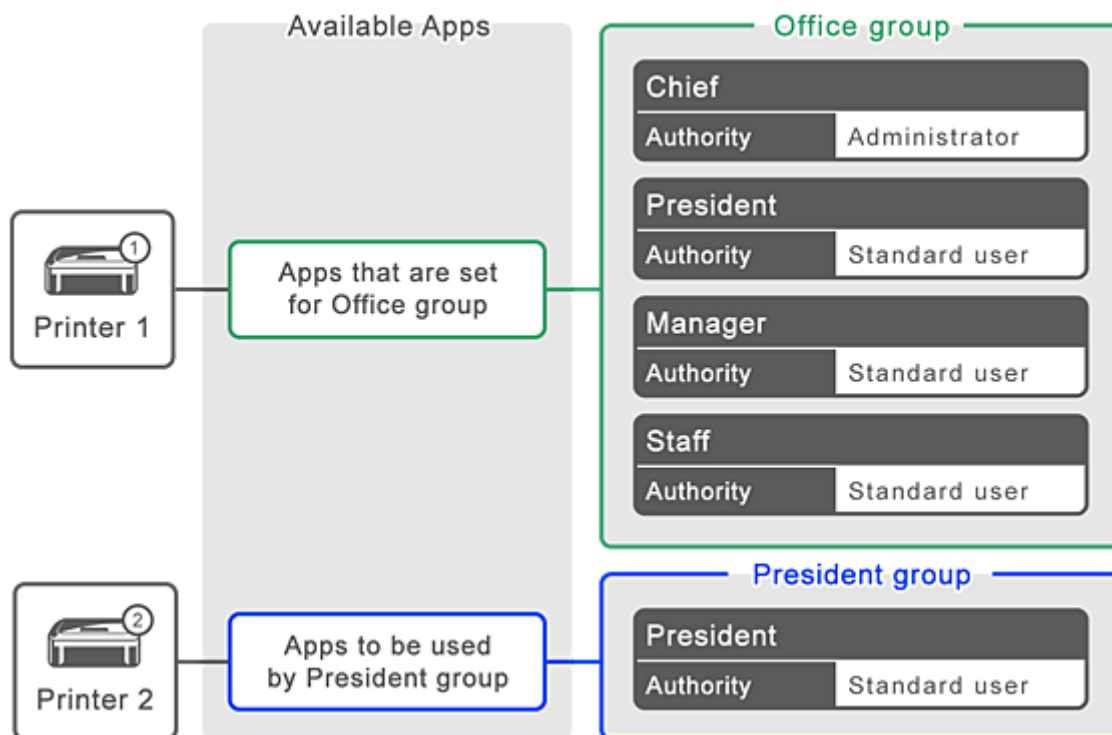 Available Apps
Office group
Chief
Authority
Administrator
President
Authority
Standard user
1
Printer 1
Apps that are set
for Office group
Manager
Authority
Standard user
Staff
Authority
Standard user
President group
2
Printer 2
Apps to be used
by President group
President
Authority
Standard user